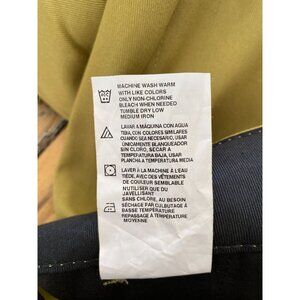 MACHINE WASH WARM
WITH LIKE COLORS
ONLY NON-CHLORINE
BLEACH WHEN NEEDED
TUMBLE DRY LOW
MEDIUM IRON
LAVAR A MÁQUINA CON AGUA
TIBIA, CON COLORES SIMILARES
CUANDO SEA NECESARIO, USAR
ÚNICAMENTE BLANQUEADOR
SIN CLORO, SECAR A
TEMPERATURA BAJA, USAR
PLANCHA A TEMPERATURA MEDIA
LAVER À LA MACHINE À L'EAU
TIÈDE, AVEC DES VÊTEMENTS
DE COULEUR SEMBLABLE
N'UTILISER QUE DU
JAVELLISANT
SANS CHLORE, AU BESOIN
SÉCHAGE PAR CULBUTAGE À
BASSE TEMPÉRATURE
REPASSAGE À TEMPÉRATURE
MOYENNE